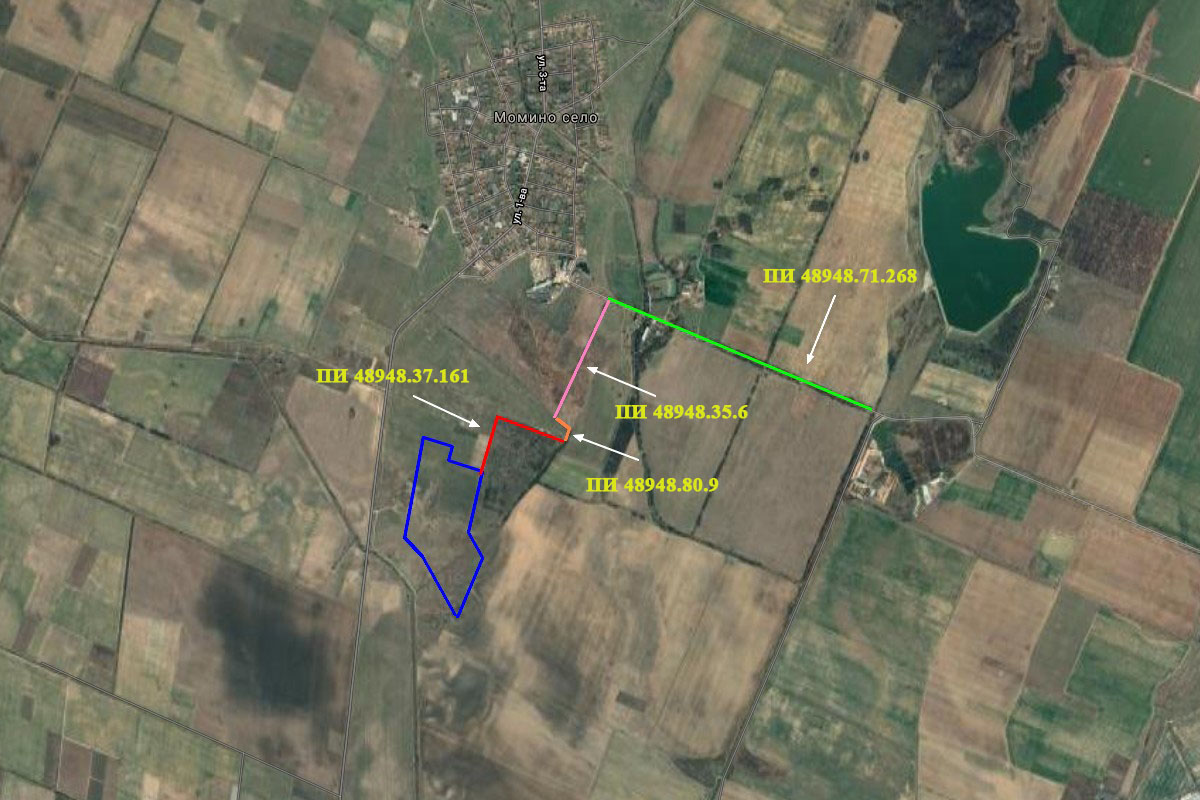 ул. 3-та
Момино село
ул. 1-ва
ПИ 48948.71.268
ПИ 48948.37.161
ПИ 48948.35.6
ПИ 48948.80.9